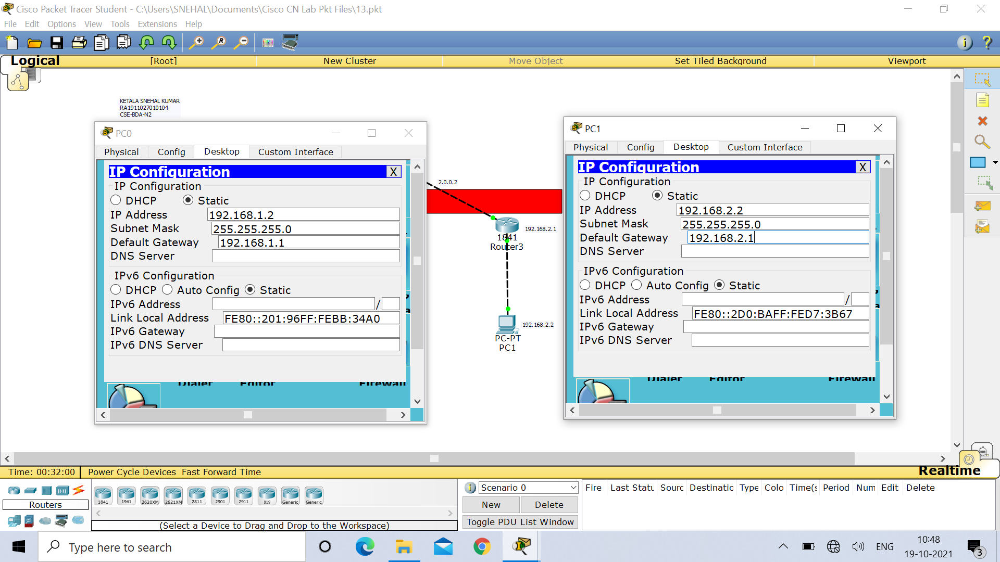 Cisco Packet Tracer Student - C:\Users\SNEHAL\Documents\Cisco CN Lab Pkt Files\13.pkt
File Edit Options View Tools Extensions Help
Logical [Root] New Cluster Move Object Set Tiled Background Viewport
KETALA SNEHAL KUMAR
RA1911027010104
CSE-BDA-N2
PC0
Physical Config Desktop Custom Interface
IP Configuration X
IP Configuration
DHCP Static
IP Address 192.168.1.2
Subnet Mask 255.255.255.0
Default Gateway 192.168.1.1
DNS Server
IPv6 Configuration
DHCP Auto Config Static
IPv6 Address /
Link Local Address FE80::201:96FF:FEBB:34A0
IPv6 Gateway
IPv6 DNS Server
Dialer Editor Firewall
2.0.0.2
192.168.2.1
1841
Router3
192.168.2.2
PC-PT
PC1
PC1
Physical Config Desktop Custom Interface
IP Configuration X
IP Configuration
DHCP Static
IP Address 192.168.2.2
Subnet Mask 255.255.255.0
Default Gateway 192.168.2.1
DNS Server
IPv6 Configuration
DHCP Auto Config Static
IPv6 Address /
Link Local Address FE80::2D0:BAFF:FED7:3B67
IPv6 Gateway
IPv6 DNS Server
Dialer Editor Firewall
Time: 00:32:00 Power Cycle Devices Fast Forward Time Realtime
Routers
1841 1941 2620XM 2621XM 2811 2901 2911 819 Generic Generic
(Select a Device to Drag and Drop to the Workspace)
Scenario 0
New Delete
Toggle PDU List Window
Fire Last Statu Sourc Destinatio Type Colo Time(s Period Num Edit Delete
Type here to search
ENG
10:48
19-10-2021
3